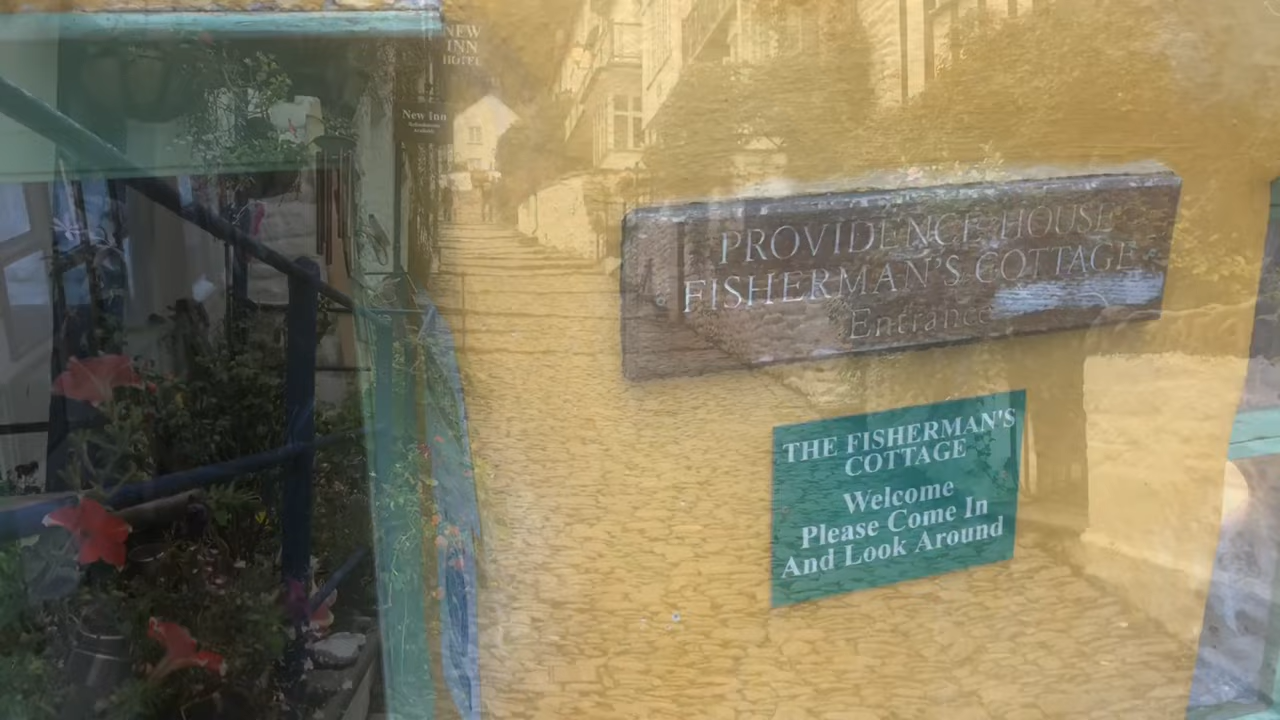 NEW
INN
HOTEL
New Inn
PROVIDENCE HOUSE
FISHERMAN'S COTTAGE
Entrance
THE FISHERMAN'S
COTTAGE
Welcome
Please Come In
And Look Around